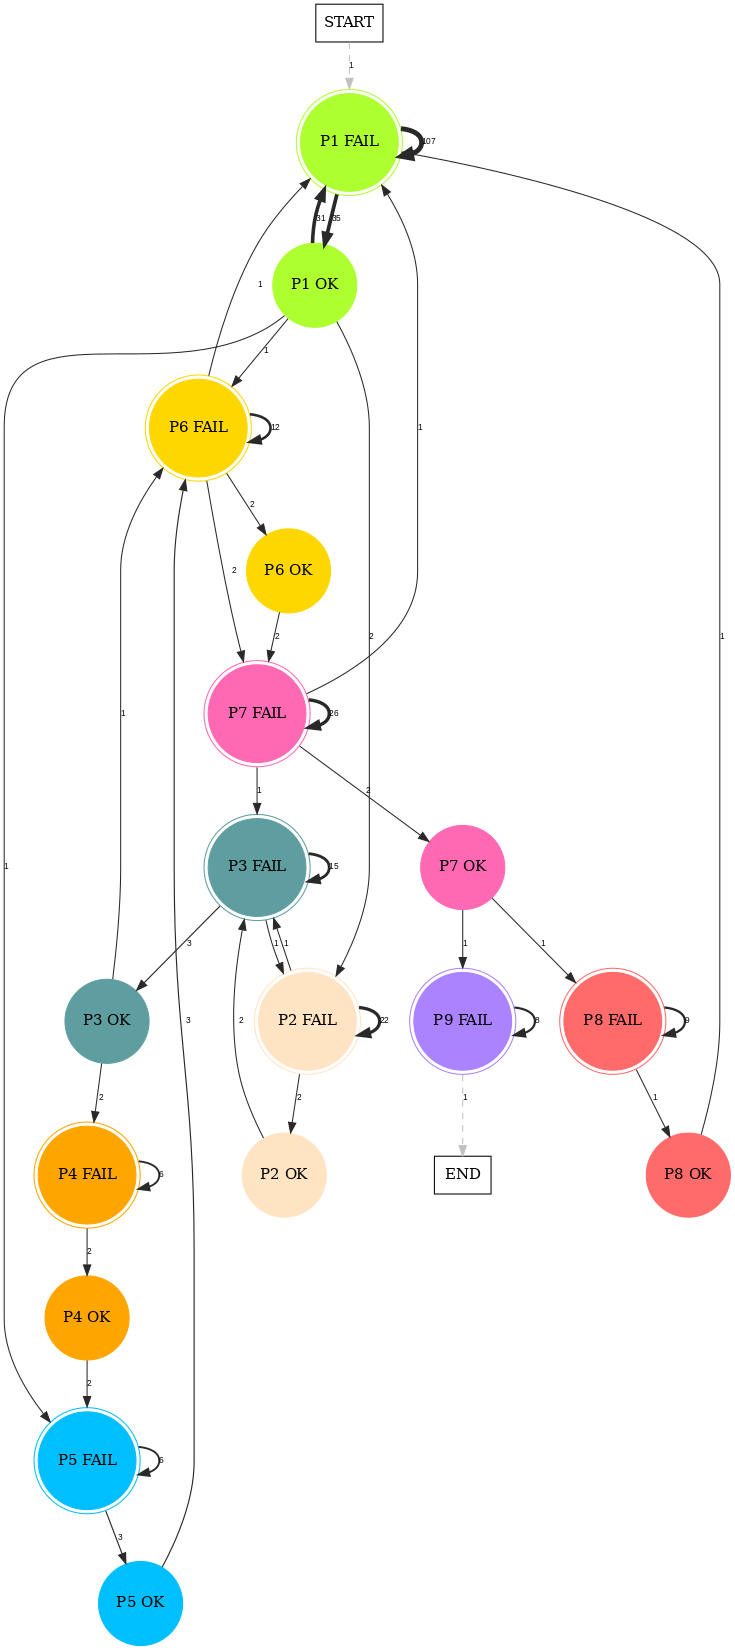 START
1
P1 FAIL
107
31
35
P1 OK
1
1
P6 FAIL
12
1
2
P6 OK
2
2
2
P7 FAIL
26
1
1
1
2
P3 FAIL
15
P7 OK
1
1
3
1
1
1
1
P3 OK
3
2
P2 FAIL
22
P9 FAIL
8
P8 FAIL
9
2
2
1
1
P4 FAIL
6
P2 OK
END
P8 OK
2
P4 OK
2
P5 FAIL
6
3
P5 OK